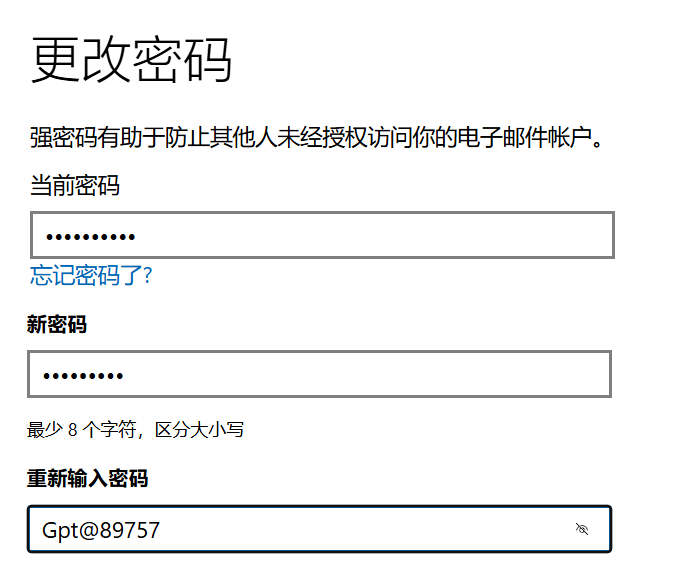 更改密码
强密码有助于防止其他人未经授权访问你的电子邮件帐户。
当前密码
••••••••••
忘记密码了?
新密码
•••••••••
最少 8 个字符，区分大小写
重新输入密码
Gpt@89757